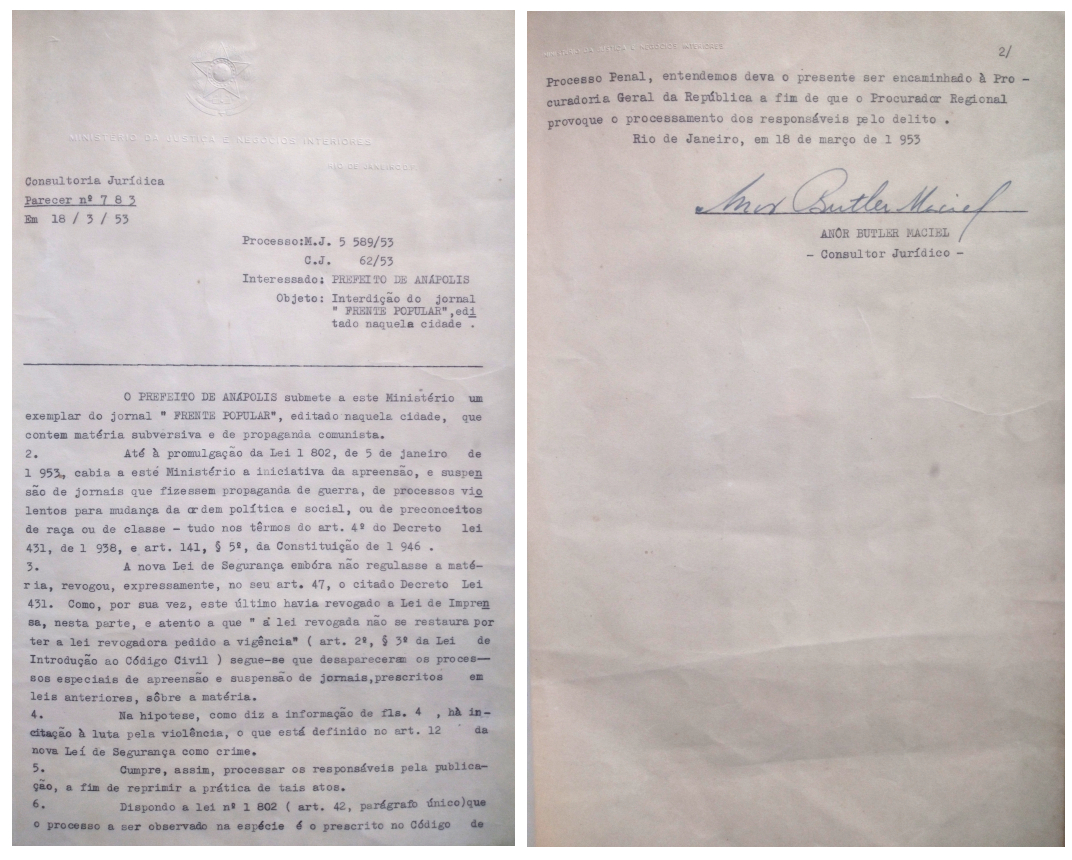 MINISTÉRIO DA JUSTIÇA E NEGÓCIOS INTERIORES
RIO DE JANEIRO, D.F.
Consultoria Jurídica
Parecer nº 7 8 3
Em 18 / 3 / 53
Processo:M.J. 5 589/53
C.J. 62/53
Interessado: PREFEITO DE ANÁPOLIS
Objeto: Interdição do jornal
" FRENTE POPULAR",edi
tado naquela cidade .
O PREFEITO DE ANÁPOLIS submete a este Ministério um
exemplar do jornal " FRENTE POPULAR", editado naquela cidade, que
contem matéria subversiva e de propaganda comunista.
2. Até à promulgação da Lei 1 802, de 5 de janeiro de
1 953, cabia a esté Ministério a iniciativa da apreensão, e suspen
são de jornais que fizessem propaganda de guerra, de processos vio
lentos para mudança da ordem política e social, ou de preconceitos
de raça ou de classe - tudo nos têrmos do art. 4º do Decreto lei
431, de 1 938, e art. 141, § 5º, da Constituição de 1 946 .
3. A nova Lei de Segurança embóra não regulasse a maté-
ria, revogou, expressamente, no seu art. 47, o citado Decreto Lei
431. Como, por sua vez, este último havia revogado a Lei de Impren
sa, nesta parte, e atento a que " a lei revogada não se restaura por
ter a lei revogadora pedido a vigência" ( art. 2º, § 3º da Lei de
Introdução ao Código Civil ) segue-se que desapareceram os proces—
sos especiais de apreensão e suspensão de jornais,prescritos em
leis anteriores, sôbre a matéria.
4. Na hipotese, como diz a informação de fls. 4 , há in-
citação à luta pela violência, o que está definido no art. 12 da
nova Leí de Segurança como crime.
5. Cumpre, assim, processar os responsáveis pela publica-
ção, a fim de reprimir a prática de tais atos.
6. Dispondo a lei nº 1 802 ( art. 42, parágrafo único)que
o processo a ser observado na espécie é o prescrito no Código de
MINISTÉRIO DA JUSTIÇA E NEGÓCIOS INTERIORES
2/
Processo Penal, entendemos deva o presente ser encaminhado à Pro -
curadoria Geral da República a fim de que o Procurador Regional
provoque o processamento dos responsáveis pelo delito .
Rio de Janeiro, em 18 de março de 1 953
Anor Butler Maciel
ANÔR BUTLER MACIEL
- Consultor Jurídico -